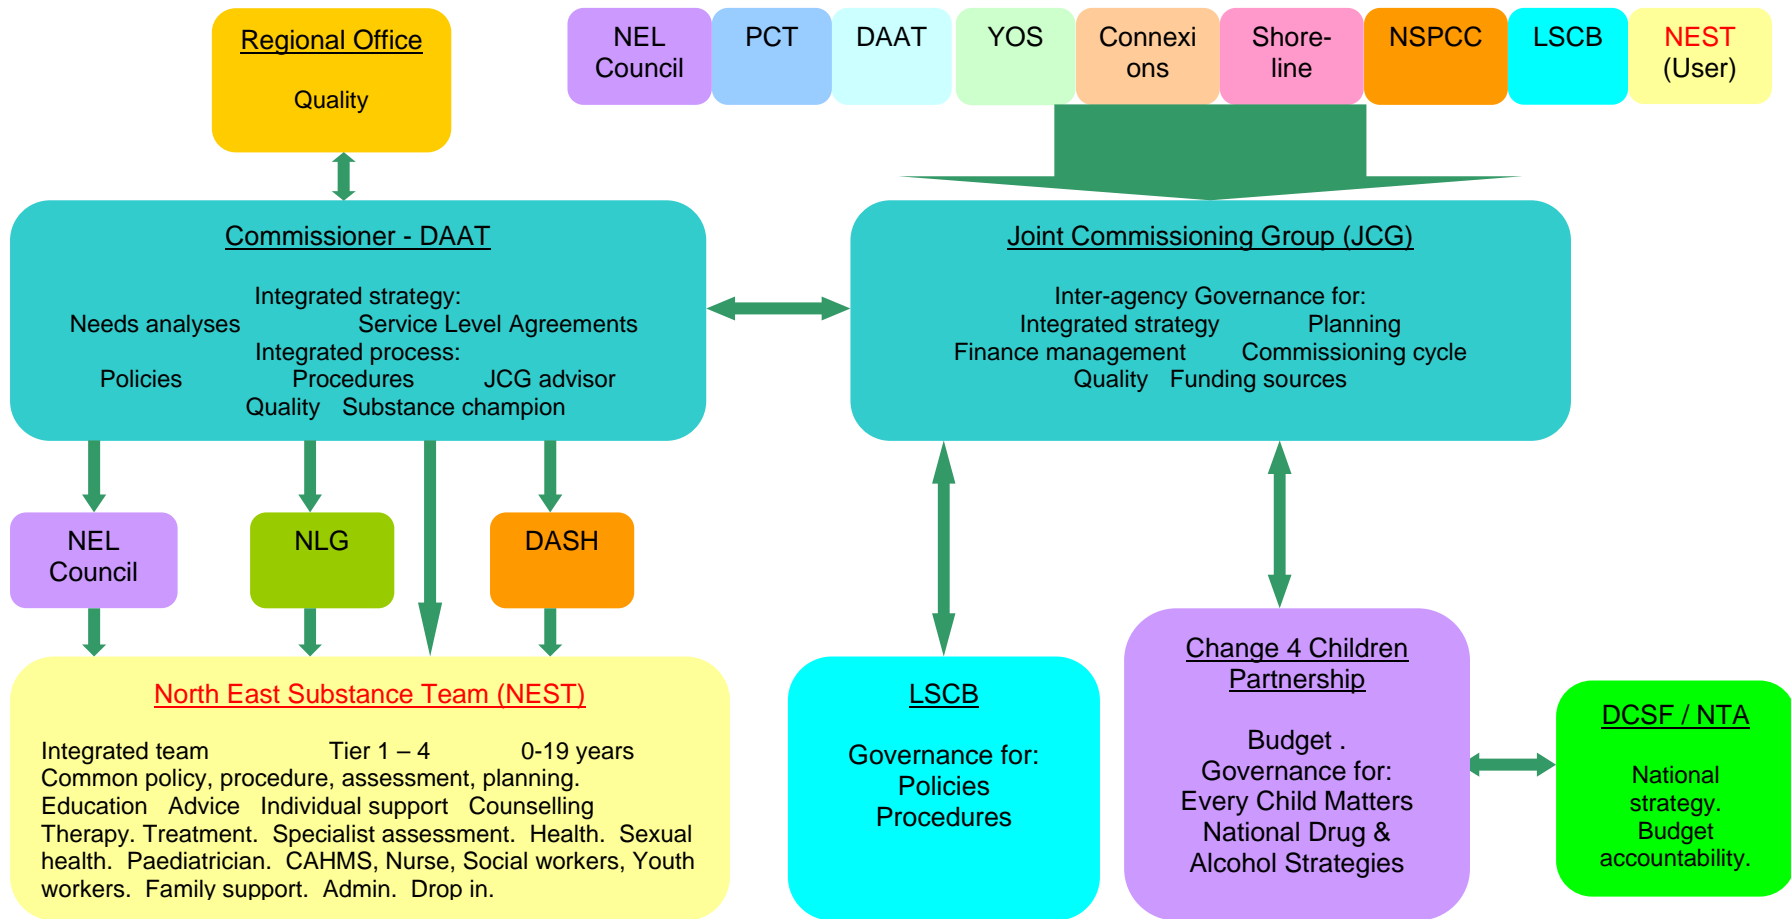 Regional Office
Quality
NEL
Council
PCT
DAAT
YOS
Connexi
ons
Shore-
line
NSPCC
LSCB
NEST
(User)
Commissioner - DAAT
Integrated strategy:
Needs analyses Service Level Agreements
Integrated process:
Policies Procedures JCG advisor
Quality Substance champion
Joint Commissioning Group (JCG)
Inter-agency Governance for:
Integrated strategy Planning
Finance management Commissioning cycle
Quality Funding sources
NEL
Council
NLG
DASH
North East Substance Team (NEST)
Integrated team Tier 1 – 4 0-19 years
Common policy, procedure, assessment, planning.
Education Advice Individual support Counselling
Therapy. Treatment. Specialist assessment. Health. Sexual
health. Paediatrician. CAHMS, Nurse, Social workers, Youth
workers. Family support. Admin. Drop in.
LSCB
Governance for:
Policies
Procedures
Change 4 Children
Partnership
Budget .
Governance for:
Every Child Matters
National Drug &
Alcohol Strategies
DCSF / NTA
National
strategy.
Budget
accountability.